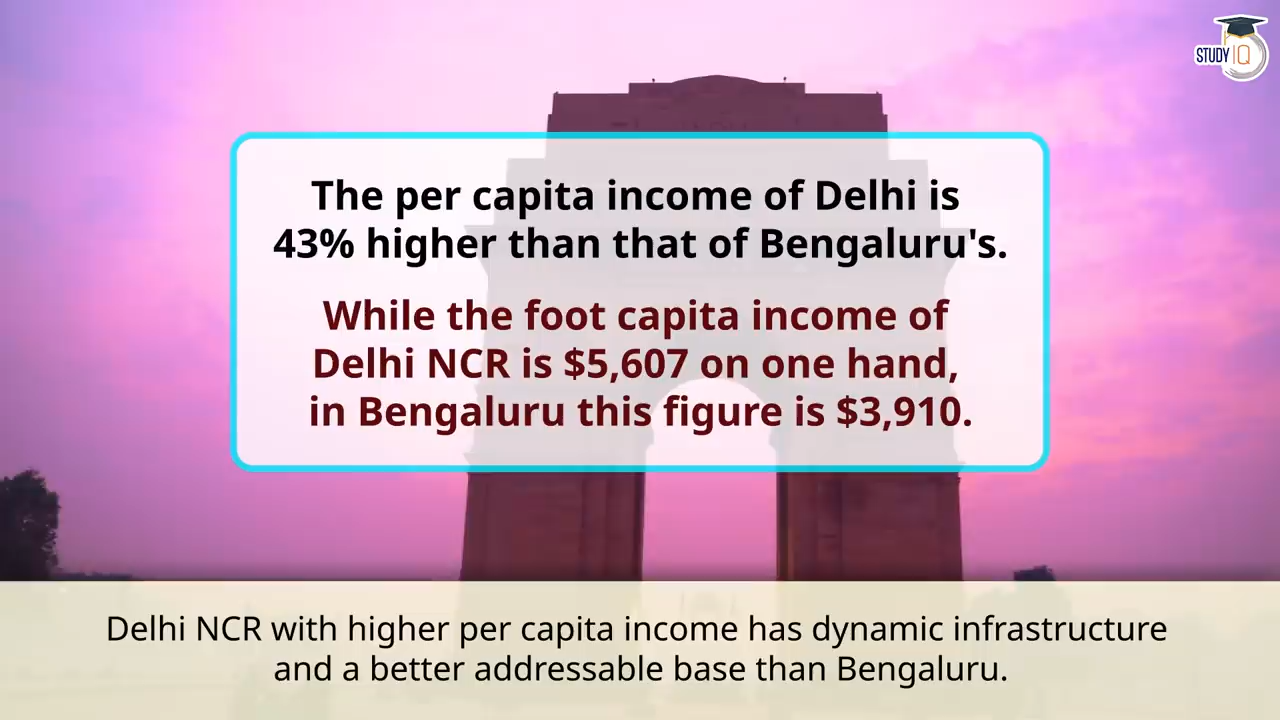 STUDY IQ
The per capita income of Delhi is
43% higher than that of Bengaluru's.
While the foot capita income of
Delhi NCR is $5,607 on one hand,
in Bengaluru this figure is $3,910.
Delhi NCR with higher per capita income has dynamic infrastructure
and a better addressable base than Bengaluru.